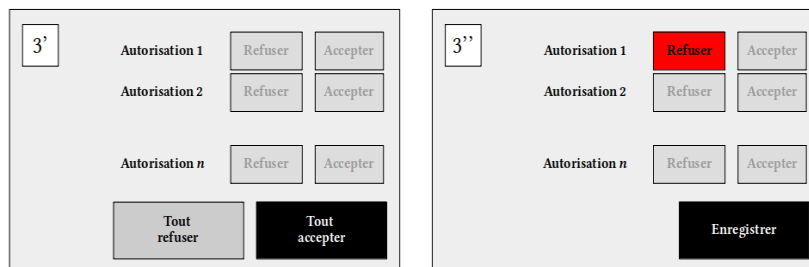 3’
Autorisation 1 Refuser Accepter
Autorisation 2 Refuser Accepter
Autorisation n Refuser Accepter
Tout
refuser
Tout
accepter
3’’
Autorisation 1 Refuser Accepter
Autorisation 2 Refuser Accepter
Autorisation n Refuser Accepter
Enregistrer